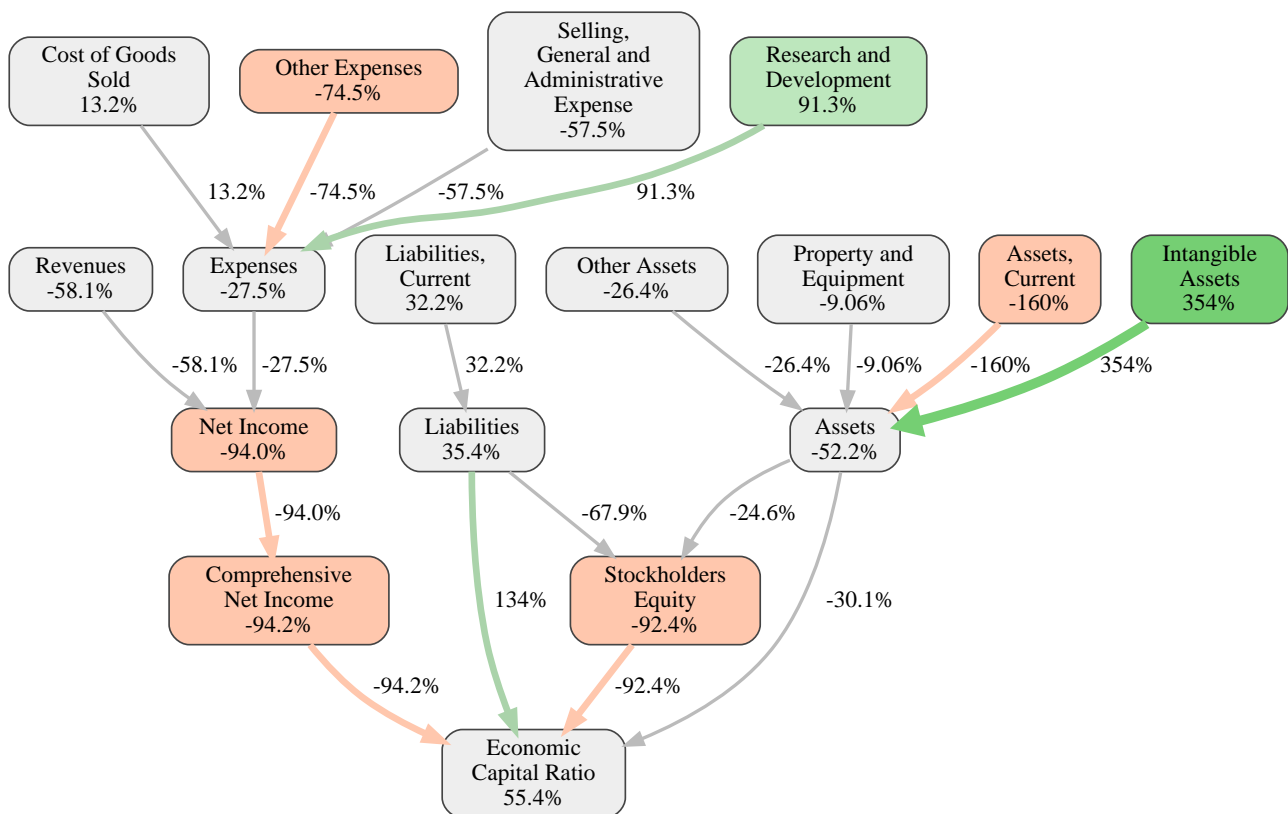 Cost of Goods
Sold
13.2%
Other Expenses
-74.5%
Selling,
General and
Administrative
Expense
-57.5%
Research and
Development
91.3%
13.2%
-74.5%
-57.5%
91.3%
Revenues
-58.1%
Expenses
-27.5%
Liabilities,
Current
32.2%
Other Assets
-26.4%
Property and
Equipment
-9.06%
Assets,
Current
-160%
Intangible
Assets
354%
-58.1%
-27.5%
32.2%
-26.4%
-9.06%
-160%
354%
Net Income
-94.0%
Liabilities
35.4%
Assets
-52.2%
-94.0%
-67.9%
-24.6%
Comprehensive
Net Income
-94.2%
134%
Stockholders
Equity
-92.4%
-30.1%
-94.2%
-92.4%
Economic
Capital Ratio
55.4%